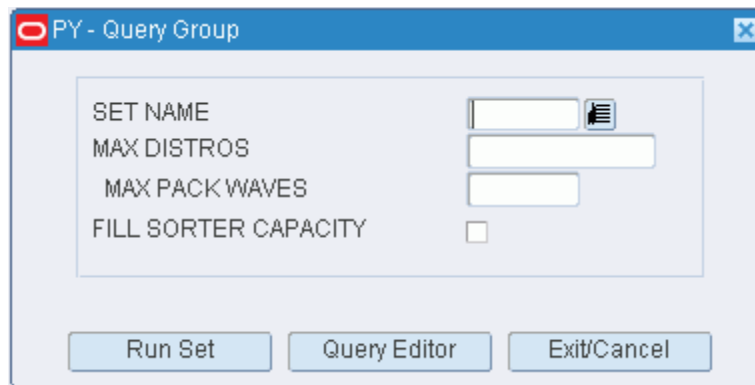 PY - Query Group
SET NAME
MAX DISTROS
MAX PACK WAVES
FILL SORTER CAPACITY
Run Set Query Editor Exit/Cancel